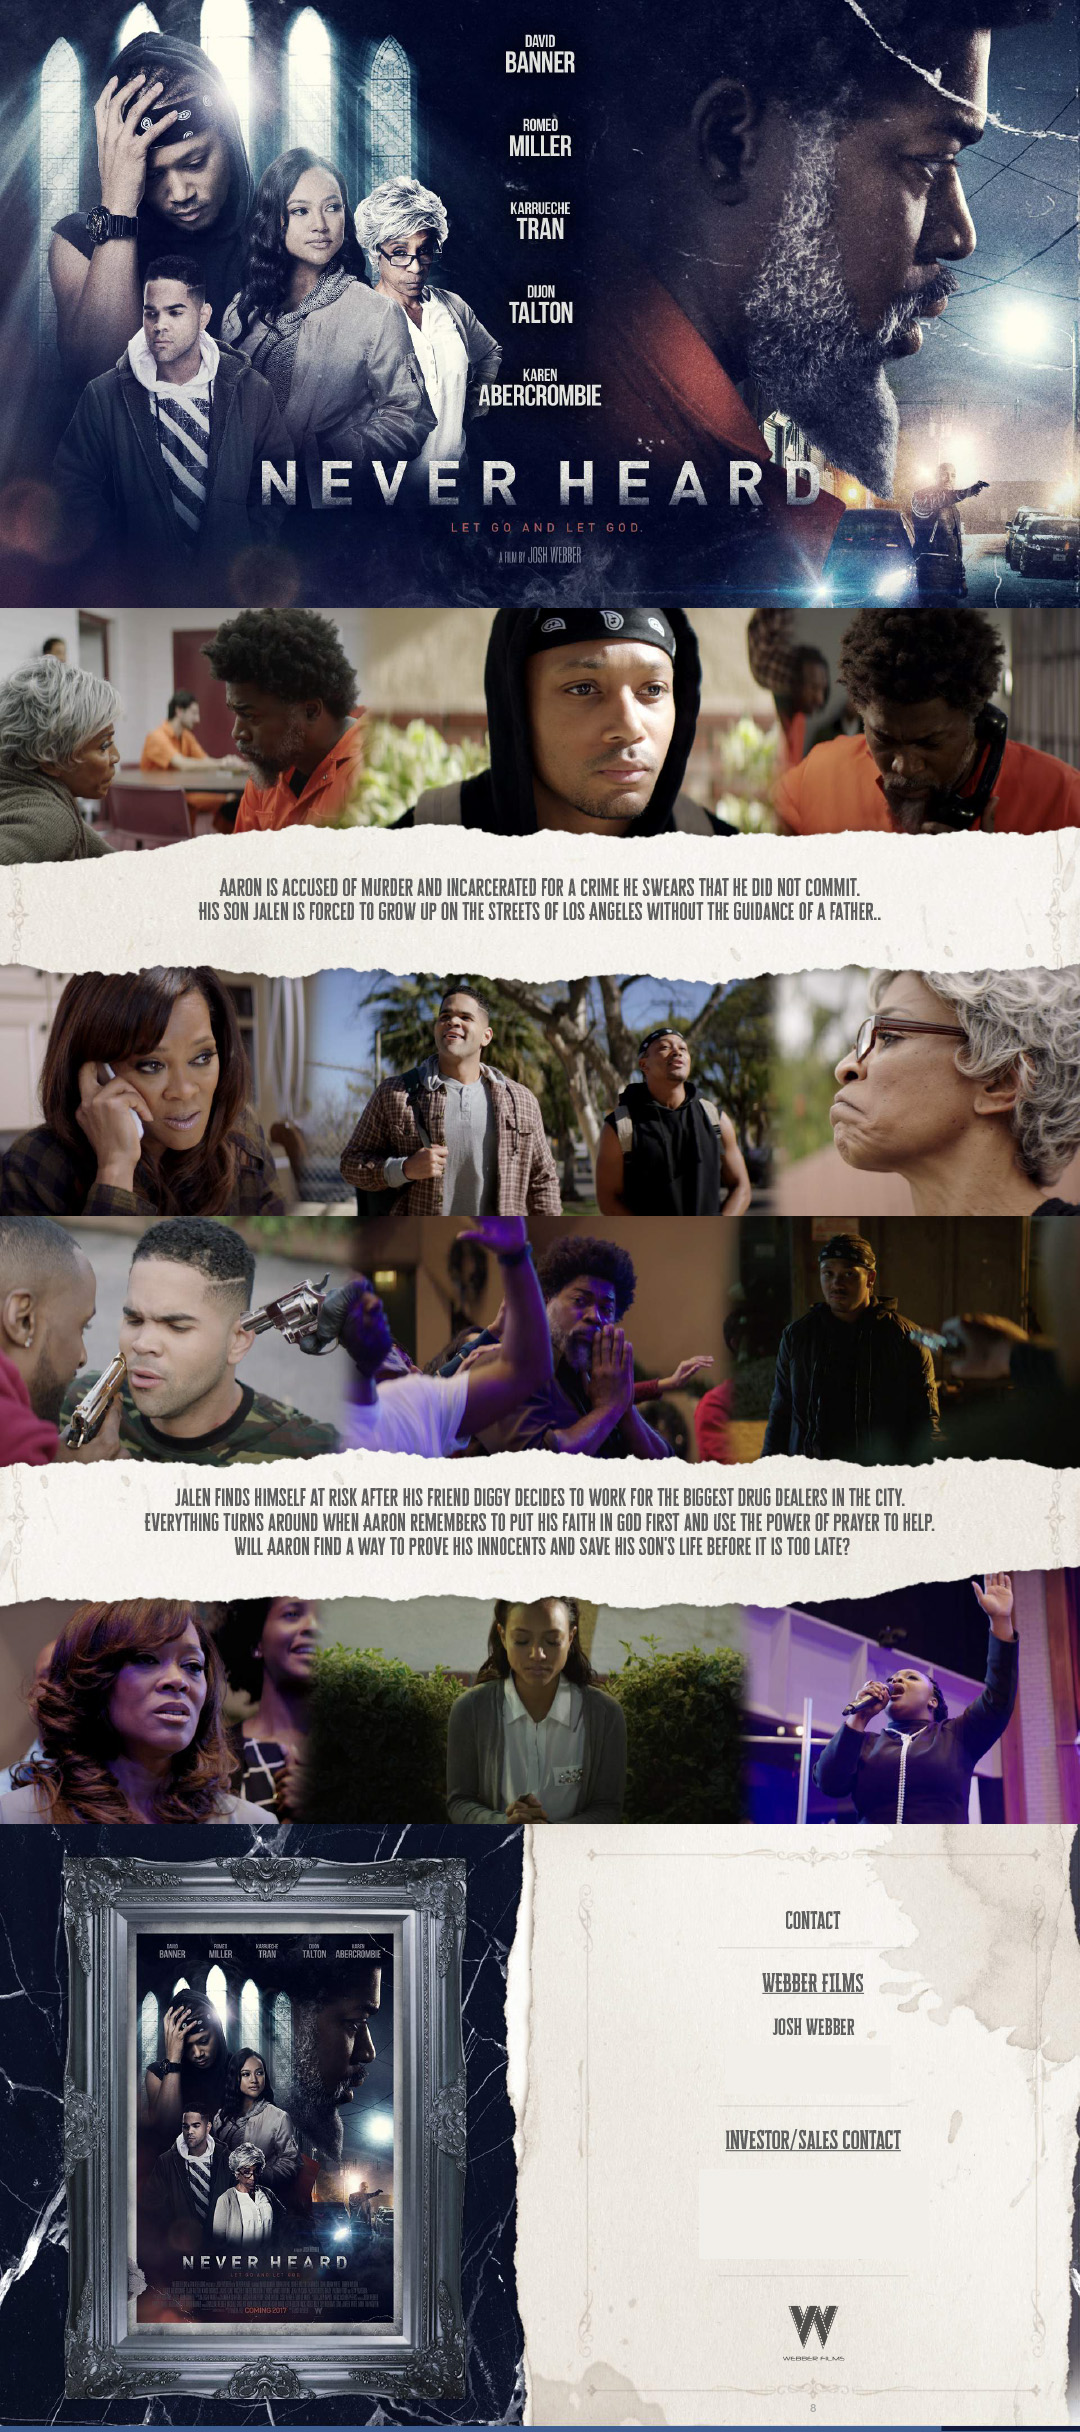 DAVID
BANNER
ROMEO
MILLER
KARRUECHE
TRAN
DIJON
TALTON
KAREN
ABERCROMBIE
NEVER HEARD
LET GO AND LET GOD.
A FILM BY JOSH WEBBER
AARON IS ACCUSED OF MURDER AND INCARCERATED FOR A CRIME HE SWEARS THAT HE DID NOT COMMIT.
HIS SON JALEN IS FORCED TO GROW UP ON THE STREETS OF LOS ANGELES WITHOUT THE GUIDANCE OF A FATHER..
JALEN FINDS HIMSELF AT RISK AFTER HIS FRIEND DIGGY DECIDES TO WORK FOR THE BIGGEST DRUG DEALERS IN THE CITY.
EVERYTHING TURNS AROUND WHEN AARON REMEMBERS TO PUT HIS FAITH IN GOD FIRST AND USE THE POWER OF PRAYER TO HELP.
WILL AARON FIND A WAY TO PROVE HIS INNOCENTS AND SAVE HIS SON'S LIFE BEFORE IT IS TOO LATE?
DAVID ROMEO KARRUECHE DIJON KAREN
BANNER MILLER TRAN TALTON ABERCROMBIE
NEVER HEARD
LET GO AND LET GOD.
COMING 2017
CONTACT
WEBBER FILMS
JOSH WEBBER
INVESTOR/SALES CONTACT
W
WEBBER FILMS
8